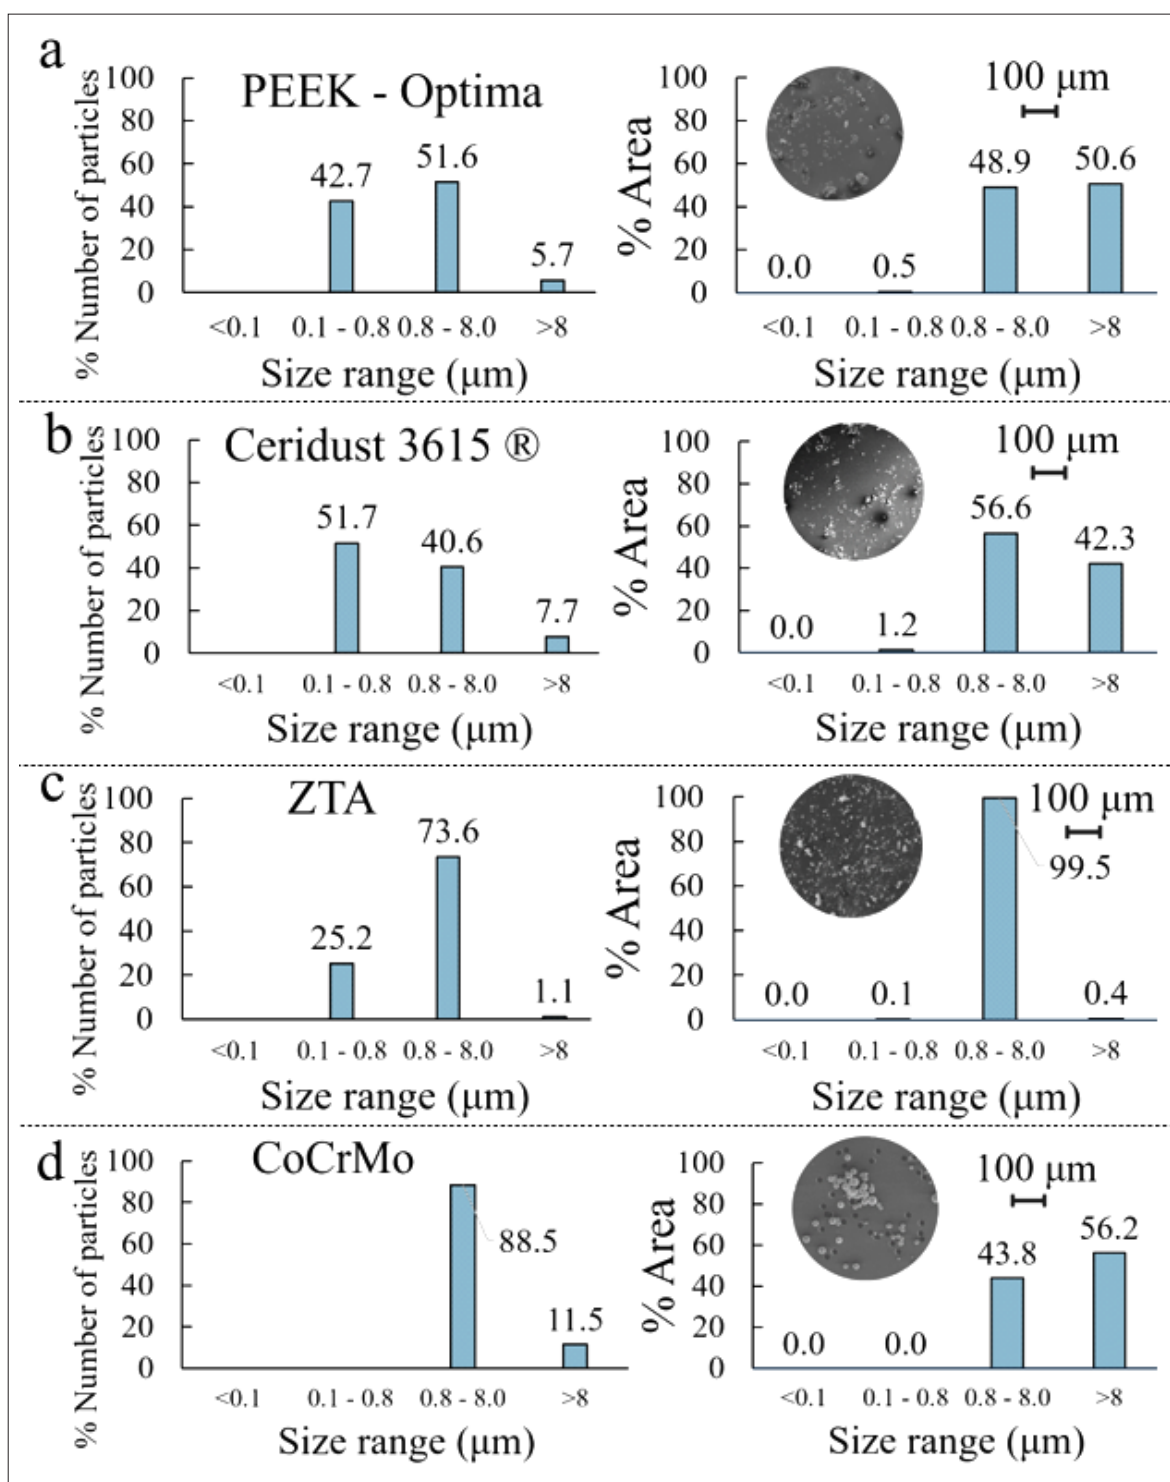 a
% Number of particles
100
80
60
40
20
0
PEEK - Optima
42.7
51.6
5.7
<0.1 0.1 - 0.8 0.8 - 8.0 >8
Size range (μm)
% Area
100
80
60
40
20
0
100 μm
0.0
0.5
48.9
50.6
<0.1 0.1 - 0.8 0.8 - 8.0 >8
Size range (μm)
b
% Number of particles
100
80
60
40
20
0
Ceridust 3615 ®
51.7
40.6
7.7
<0.1 0.1 - 0.8 0.8 - 8.0 >8
Size range (μm)
% Area
100
80
60
40
20
0
100 μm
0.0
1.2
56.6
42.3
<0.1 0.1 - 0.8 0.8 - 8.0 >8
Size range (μm)
c
% Number of particles
100
80
60
40
20
0
ZTA
25.2
73.6
1.1
<0.1 0.1 - 0.8 0.8 - 8.0 >8
Size range (μm)
% Area
100
80
60
40
20
0
100 μm
0.0
0.1
99.5
0.4
<0.1 0.1 - 0.8 0.8 - 8.0 >8
Size range (μm)
d
% Number of particles
100
80
60
40
20
0
CoCrMo
88.5
11.5
<0.1 0.1 - 0.8 0.8 - 8.0 >8
Size range (μm)
% Area
100
80
60
40
20
0
100 μm
0.0
0.0
43.8
56.2
<0.1 0.1 - 0.8 0.8 - 8.0 >8
Size range (μm)